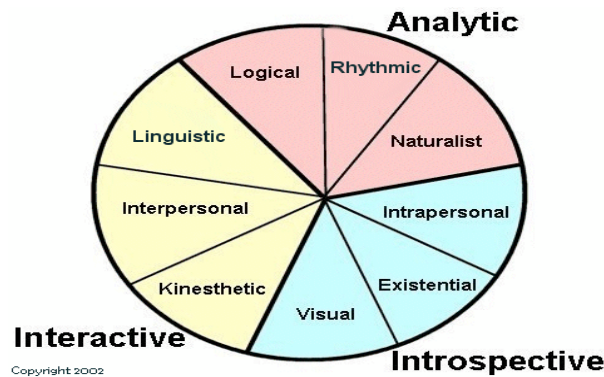 Analytic
Logical
Rhythmic
Linguistic
Naturalist
Interpersonal
Intrapersonal
Kinesthetic
Existential
Visual
Interactive
Introspective
Copyright 2002